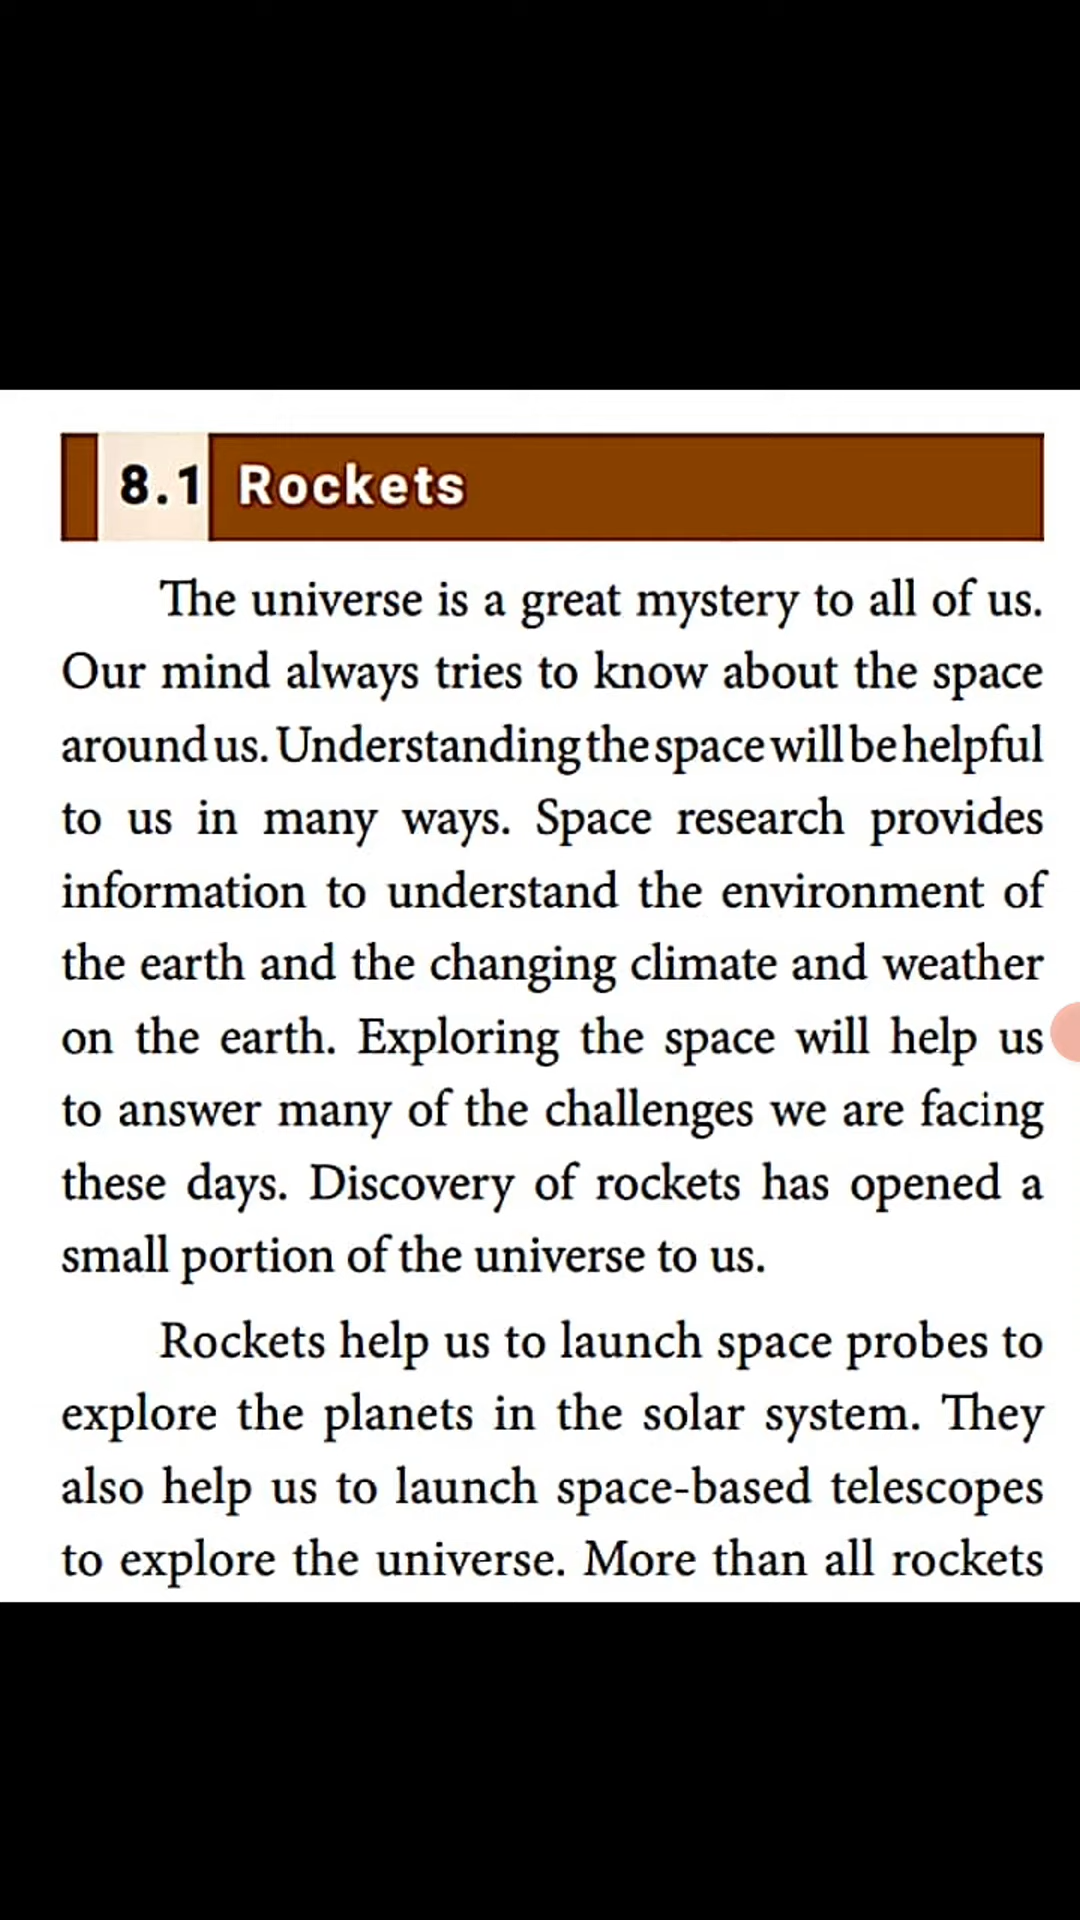 8.1 Rockets
The universe is a great mystery to all of us.
Our mind always tries to know about the space
around us. Understanding the space will be helpful
to us in many ways. Space research provides
information to understand the environment of
the earth and the changing climate and weather
on the earth. Exploring the space will help us
to answer many of the challenges we are facing
these days. Discovery of rockets has opened a
small portion of the universe to us.
Rockets help us to launch space probes to
explore the planets in the solar system. They
also help us to launch space-based telescopes
to explore the universe. More than all rockets